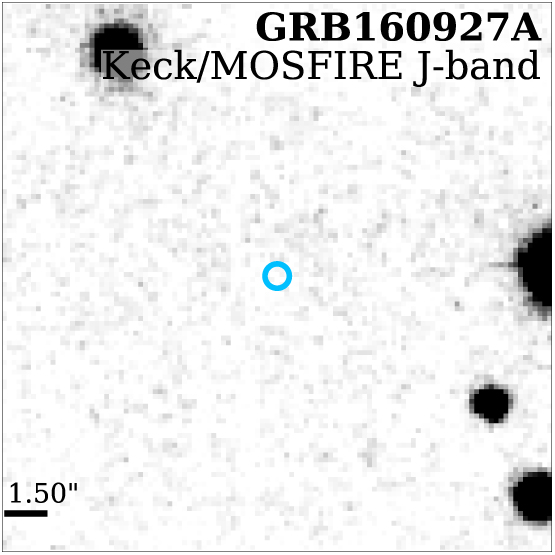 GRB160927A
Keck/MOSFIRE J-band
1.50"